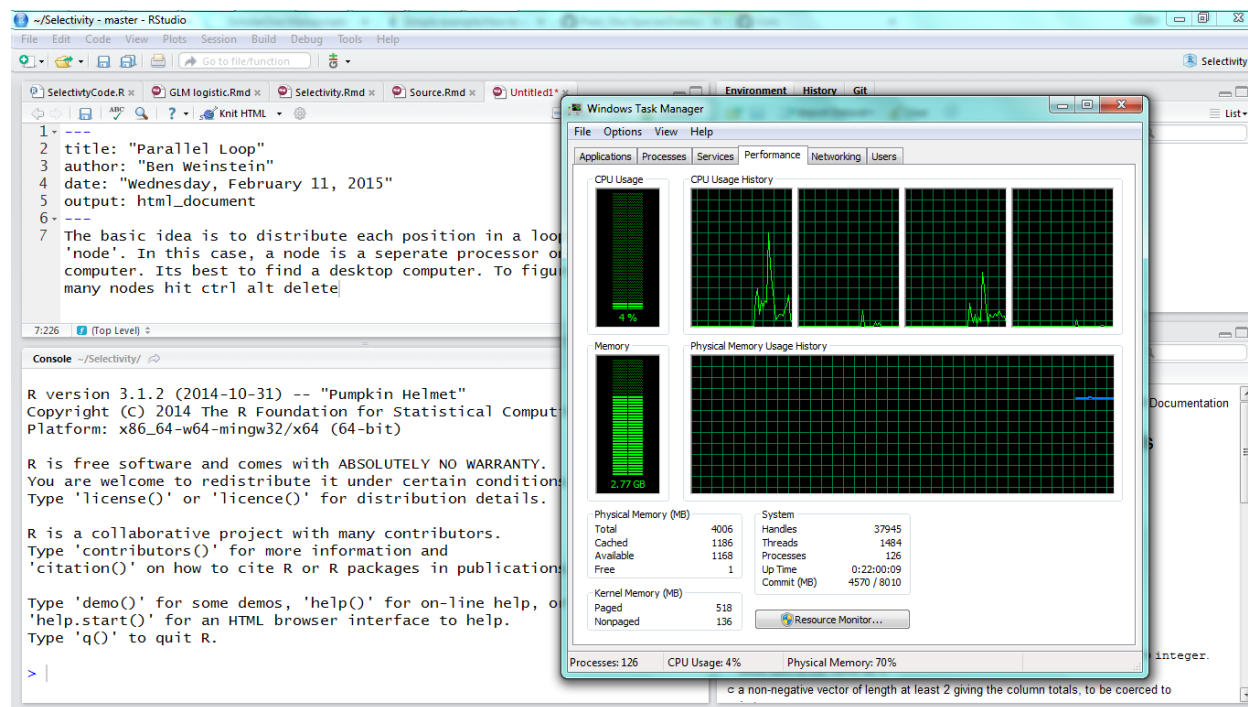 ~/Selectivity - master - RStudio
File Edit Code View Plots Session Build Debug Tools Help
Go to file/function
Selectivity
SelectivtyCode.R
GLM logistic.Rmd
Selectivity.Rmd
Source.Rmd
Untitled1*
ABC
Knit HTML
1 ---
2 title: "Parallel Loop"
3 author: "Ben Weinstein"
4 date: "Wednesday, February 11, 2015"
5 output: html_document
6 ---
7 The basic idea is to distribute each position in a loo
'node'. In this case, a node is a seperate processor o
computer. Its best to find a desktop computer. To figu
many nodes hit ctrl alt delete
7:226 (Top Level)
Console ~/Selectivity/
R version 3.1.2 (2014-10-31) -- "Pumpkin Helmet"
Copyright (C) 2014 The R Foundation for Statistical Comput
Platform: x86_64-w64-mingw32/x64 (64-bit)
R is free software and comes with ABSOLUTELY NO WARRANTY.
You are welcome to redistribute it under certain condition
Type 'license()' or 'licence()' for distribution details.
R is a collaborative project with many contributors.
Type 'contributors()' for more information and
'citation()' on how to cite R or R packages in publication
Type 'demo()' for some demos, 'help()' for on-line help, o
'help.start()' for an HTML browser interface to help.
Type 'q()' to quit R.
>
Environment History Git
List
Windows Task Manager
File Options View Help
Applications Processes Services Performance Networking Users
CPU Usage
CPU Usage History
4 %
Memory
Physical Memory Usage History
2.77 GB
Physical Memory (MB)
Total 4006
Cached 1186
Available 1168
Free 1
Kernel Memory (MB)
Paged 518
Nonpaged 136
System
Handles 37945
Threads 1484
Processes 126
Up Time 0:22:00:09
Commit (MB) 4570 / 8010
Resource Monitor...
Processes: 126 CPU Usage: 4% Physical Memory: 70%
Documentation
integer.
c a non-negative vector of length at least 2 giving the column totals, to be coerced to